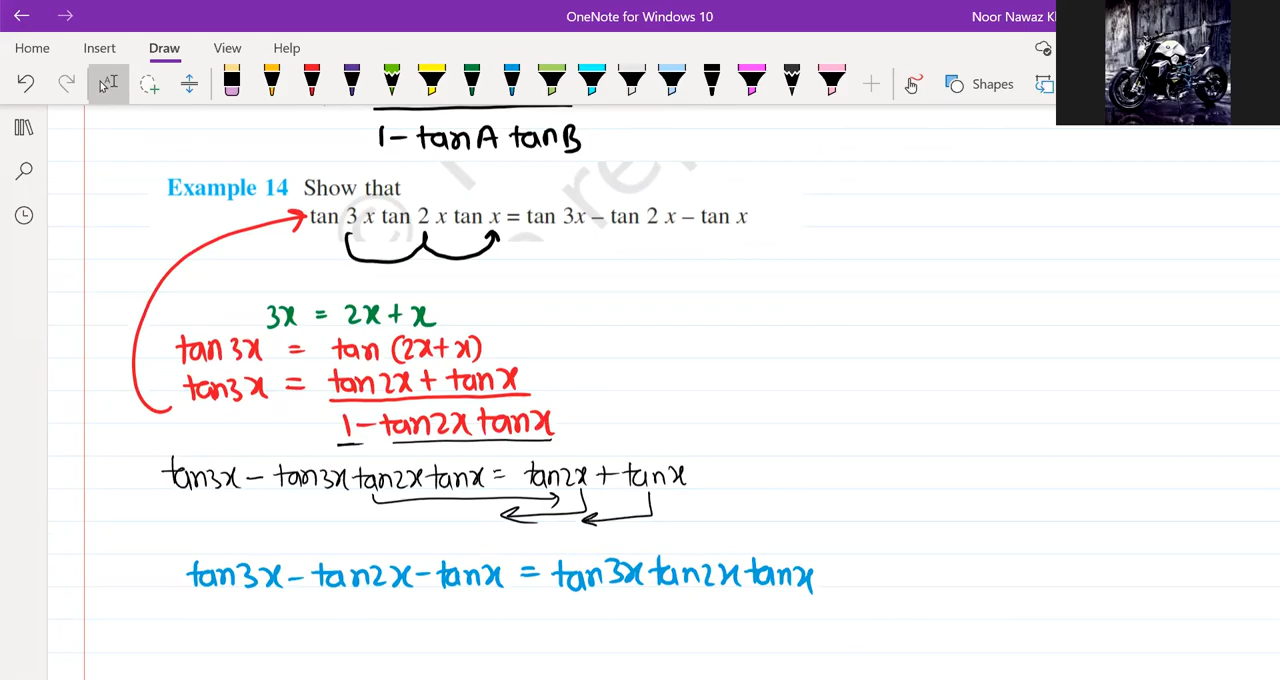 OneNote for Windows 10
Noor Nawaz
Home Insert Draw View Help
Shapes
1 - tanA tanB
Example 14 Show that
tan 3 x tan 2 x tan x = tan 3x – tan 2 x – tan x
3x = 2x + x
tan 3x = tan (2x+x)
tan3x = tan2x + tanx
1 - tan2x tanx
tan3x - tan3x tan2x tanx = tan2x + tanx
tan3x - tan2x - tanx = tan3x tan2x tanx